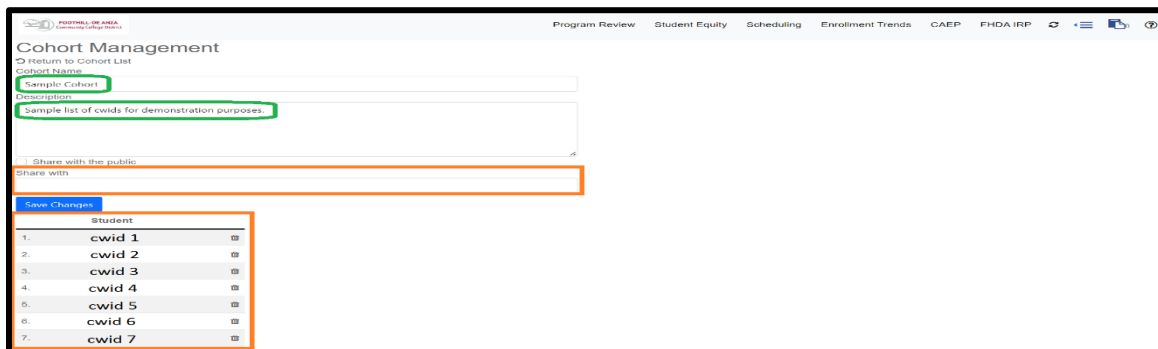 FOOTHILL-DE ANZA
Community College District
Program Review Student Equity Scheduling Enrollment Trends CAEP FHDA IRP
Cohort Management
Return to Cohort List
Cohort Name
Sample Cohort
Description
Sample list of cwids for demonstration purposes.
Share with the public
Share with
Save Changes
Student
1. cwid 1
2. cwid 2
3. cwid 3
4. cwid 4
5. cwid 5
6. cwid 6
7. cwid 7